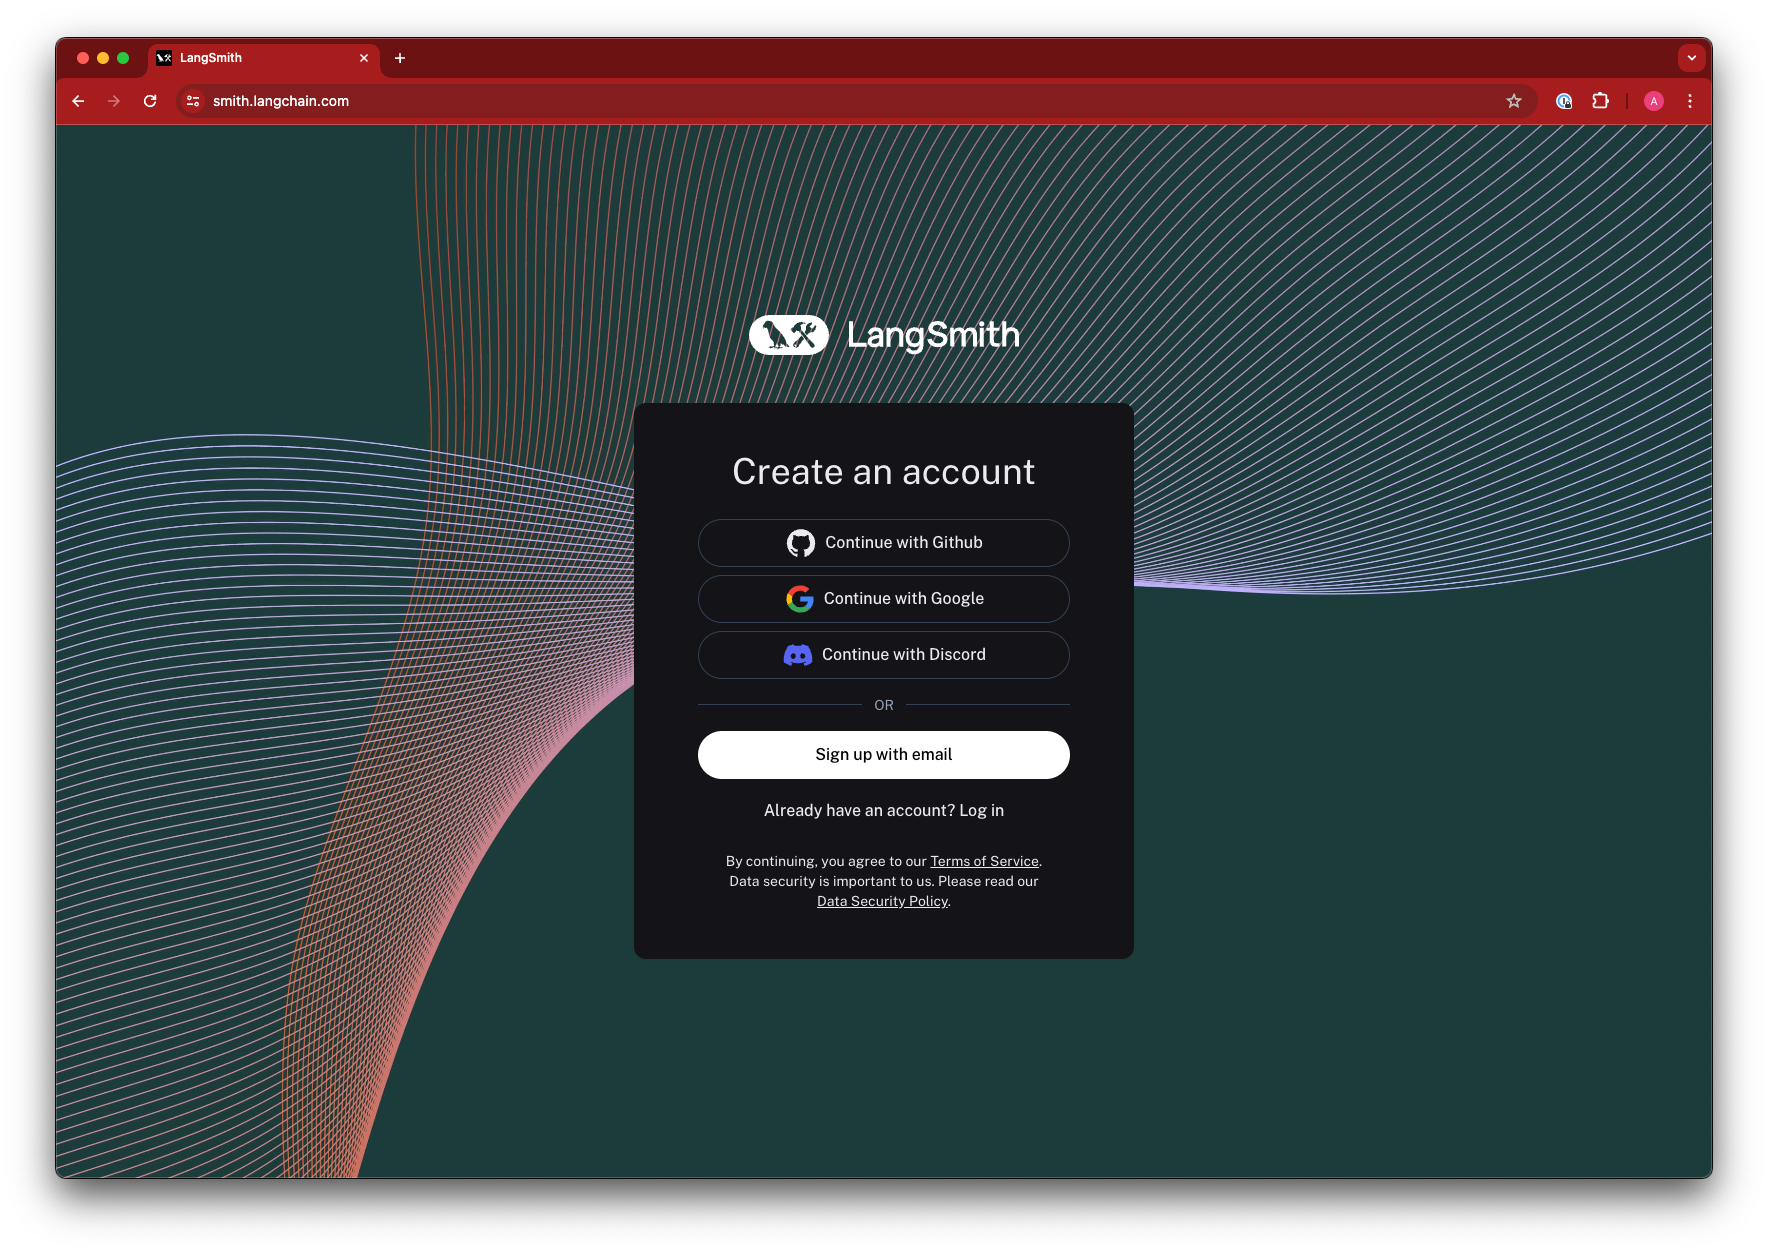 LangSmith
smith.langchain.com
A
LangSmith
Create an account
Continue with Github
Continue with Google
Continue with Discord
OR
Sign up with email
Already have an account? Log in
By continuing, you agree to our Terms of Service.
Data security is important to us. Please read our
Data Security Policy.